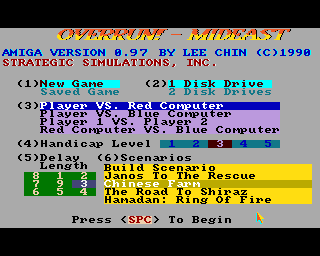 OVERRUN! - MIDEAST
AMIGA VERSION 0.97 BY LEE CHIN (C)1990
STRATEGIC SIMULATIONS, INC.
(1)New Game (2)1 Disk Drive
Saved Game 2 Disk Drives
(3)Player VS. Red Computer
Player VS. Blue Computer
Player 1 VS. Player 2
Red Computer VS. Blue Computer
(4)Handicap Level 1 2 3 4 5
(5)Delay (6)Scenarios
Length Build Scenario
8 1 2 Janos To The Rescue
7 9 3 Chinese Farm
6 5 4 The Road To Shiraz
Hamadan: Ring Of Fire
Press <SPC> To Begin